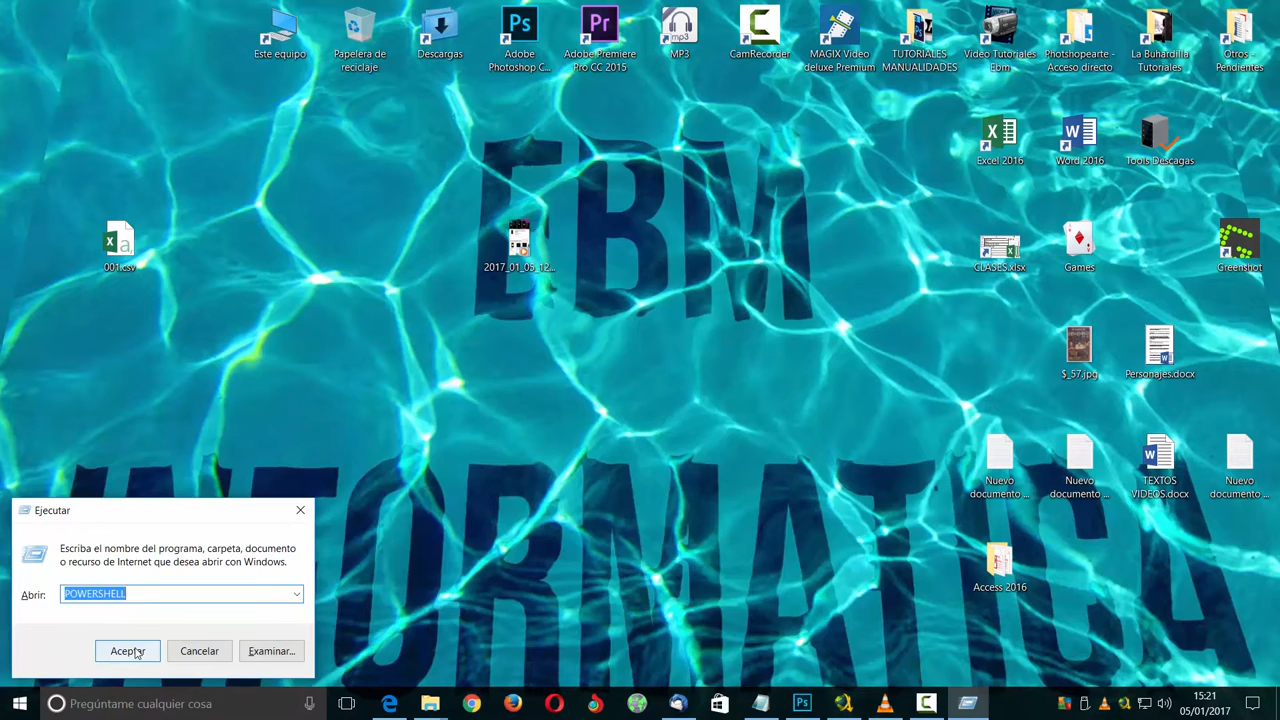 Este equipo
Papelera de
reciclaje
Descargas
Adobe
Photoshop C...
Adobe Premiere
Pro CC 2015
MP3
CamRecorder
MAGIX Video
deluxe Premium
TUTORIALES
MANUALIDADES
Video Tutoriales
Ebm
Photshopearte -
Acceso directo
La Buhardilla
Tutoriales
Otros -
Pendientes
Excel 2016
Word 2016
Tools Descagas
EBM
001.csv
2017_01_05_12...
CLASES.xlsx
Games
Greenshot
$_57.jpg
Personajes.docx
INFORMATICA
Nuevo
documento ...
Nuevo
documento ...
TEXTOS
VIDEOS.docx
Nuevo
documento ...
Access 2016
Ejecutar
Escriba el nombre del programa, carpeta, documento
o recurso de Internet que desea abrir con Windows.
Abrir: POWERSHELL
Aceptar Cancelar Examinar...
Pregúntame cualquier cosa
15:21
05/01/2017